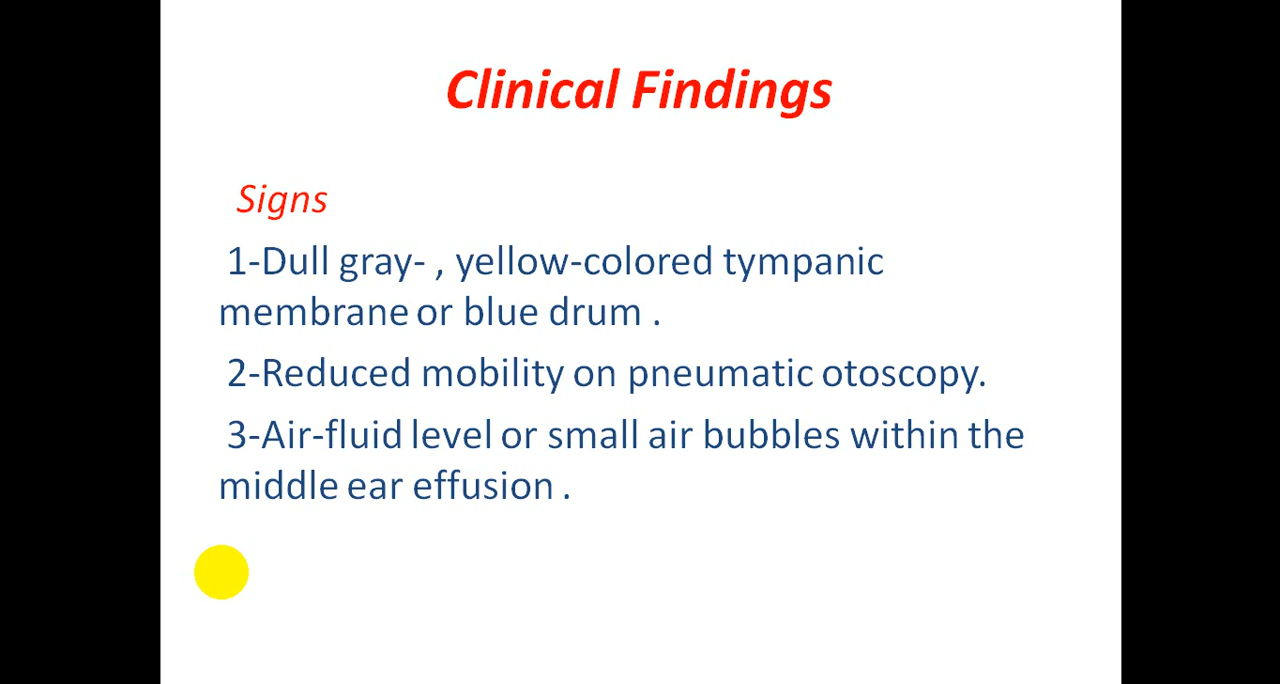 Clinical Findings
Signs
1-Dull gray- , yellow-colored tympanic
membrane or blue drum .
2-Reduced mobility on pneumatic otoscopy.
3-Air-fluid level or small air bubbles within the
middle ear effusion .